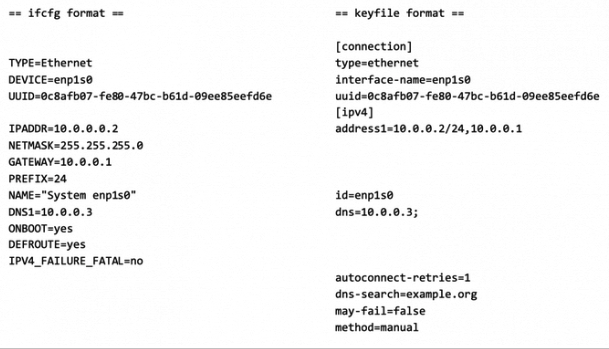 == ifcfg format == == keyfile format ==
[connection]
TYPE=Ethernet type=ethernet
DEVICE=enp1s0 interface-name=enp1s0
UUID=0c8afb07-fe80-47bc-b61d-09ee85eefd6e uuid=0c8afb07-fe80-47bc-b61d-09ee85eefd6e
[ipv4]
IPADDR=10.0.0.0.2 address1=10.0.0.2/24,10.0.0.1
NETMASK=255.255.255.0
GATEWAY=10.0.0.1
PREFIX=24
NAME="System enp1s0" id=enp1s0
DNS1=10.0.0.3 dns=10.0.0.3;
ONBOOT=yes
DEFROUTE=yes
IPV4_FAILURE_FATAL=no
autoconnect-retries=1
dns-search=example.org
may-fail=false
method=manual